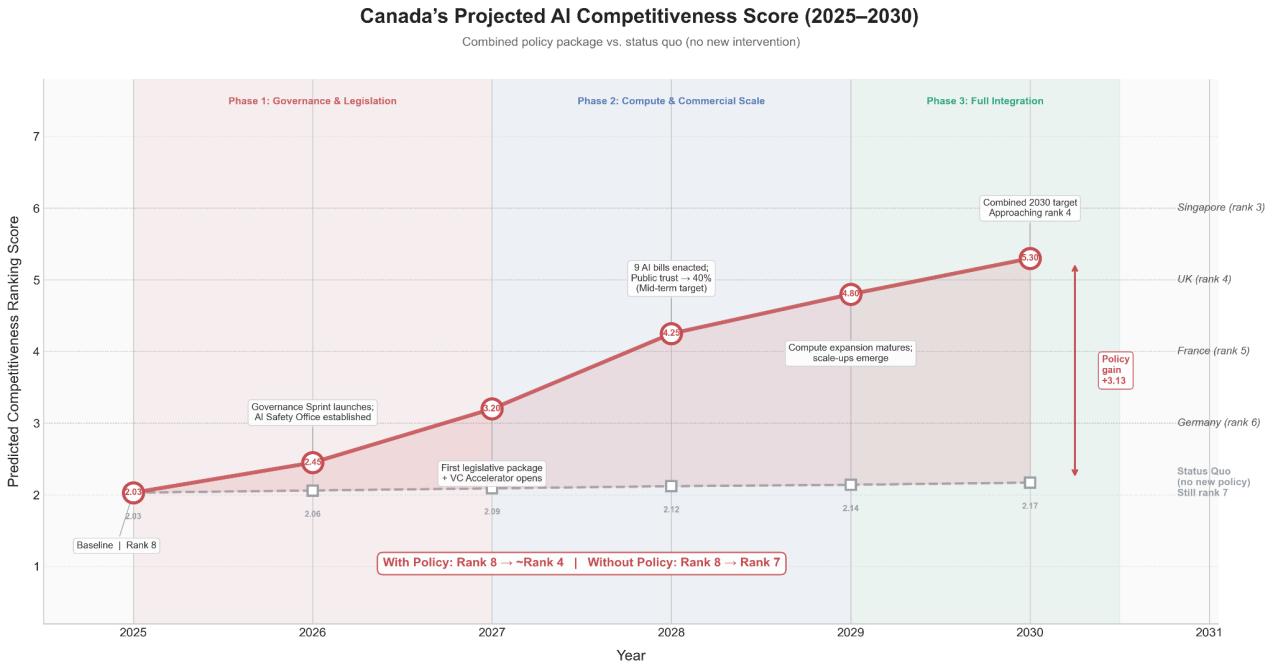 Canada’s Projected AI Competitiveness Score (2025–2030)
Combined policy package vs. status quo (no new intervention)
Phase 1: Governance & Legislation
Phase 2: Compute & Commercial Scale
Phase 3: Full Integration
Predicted Competitiveness Ranking Score
7
6
5
4
3
2
1
Singapore (rank 3)
UK (rank 4)
France (rank 5)
Germany (rank 6)
Status Quo
(no new policy)
Still rank 7
Combined 2030 target
Approaching rank 4
5.30
9 AI bills enacted;
Public trust → 40%
(Mid-term target)
4.80
4.25
Compute expansion matures;
scale-ups emerge
Policy
gain
+3.13
Governance Sprint launches;
AI Safety Office established
3.20
2.45
First legislative package
+ VC Accelerator opens
2.03
2.03
2.06
2.09
2.12
2.14
2.17
Baseline | Rank 8
With Policy: Rank 8 → ~Rank 4 | Without Policy: Rank 8 → Rank 7
2025
2026
2027
2028
2029
2030
2031
Year